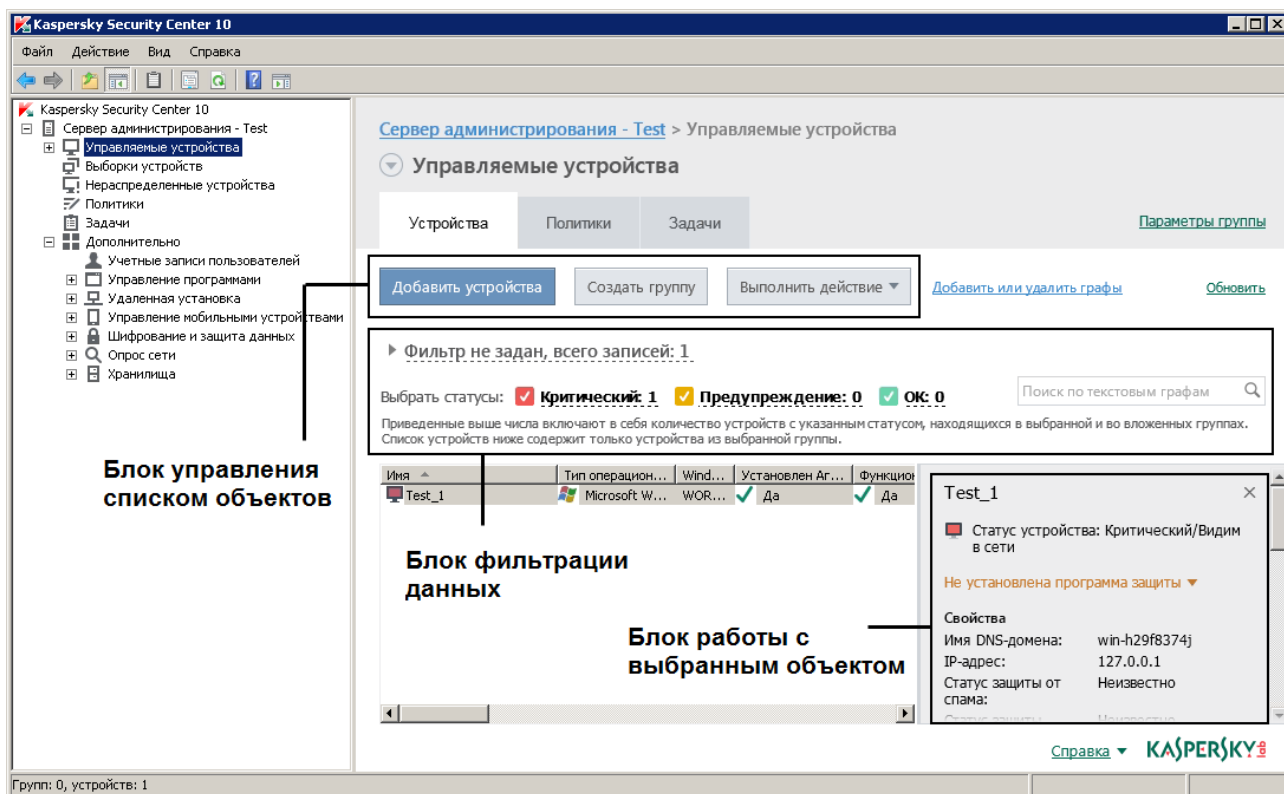 Kaspersky Security Center 10
Файл Действие Вид Справка
Kaspersky Security Center 10
Сервер администрирования - Test
Управляемые устройства
Выборки устройств
Нераспределенные устройства
Политики
Задачи
Дополнительно
Учетные записи пользователей
Управление программами
Удаленная установка
Управление мобильными устройствами
Шифрование и защита данных
Опрос сети
Хранилища
Сервер администрирования - Test > Управляемые устройства
Управляемые устройства
Устройства Политики Задачи Параметры группы
Добавить устройства Создать группу Выполнить действие Добавить или удалить графы Обновить
Фильтр не задан, всего записей: 1
Выбрать статусы: Критический: 1 Предупреждение: 0 ОК: 0 Поиск по текстовым графам
Приведенные выше числа включают в себя количество устройств с указанным статусом, находящихся в выбранной и во вложенных группах.
Список устройств ниже содержит только устройства из выбранной группы.
Блок управления
списком объектов
Имя Тип операцион... Wind... Установлен Аг... Функцион
Test_1 Microsoft W... WOR... Да Да
Блок фильтрации
данных
Блок работы с
выбранным объектом
Test_1
Статус устройства: Критический/Видим
в сети
Не установлена программа защиты
Свойства
Имя DNS-домена: win-h29f8374j
IP-адрес: 127.0.0.1
Статус защиты от Неизвестно
спама:
Статус защиты Неизвестно
Справка KASPERSKY lab
Групп: 0, устройств: 1